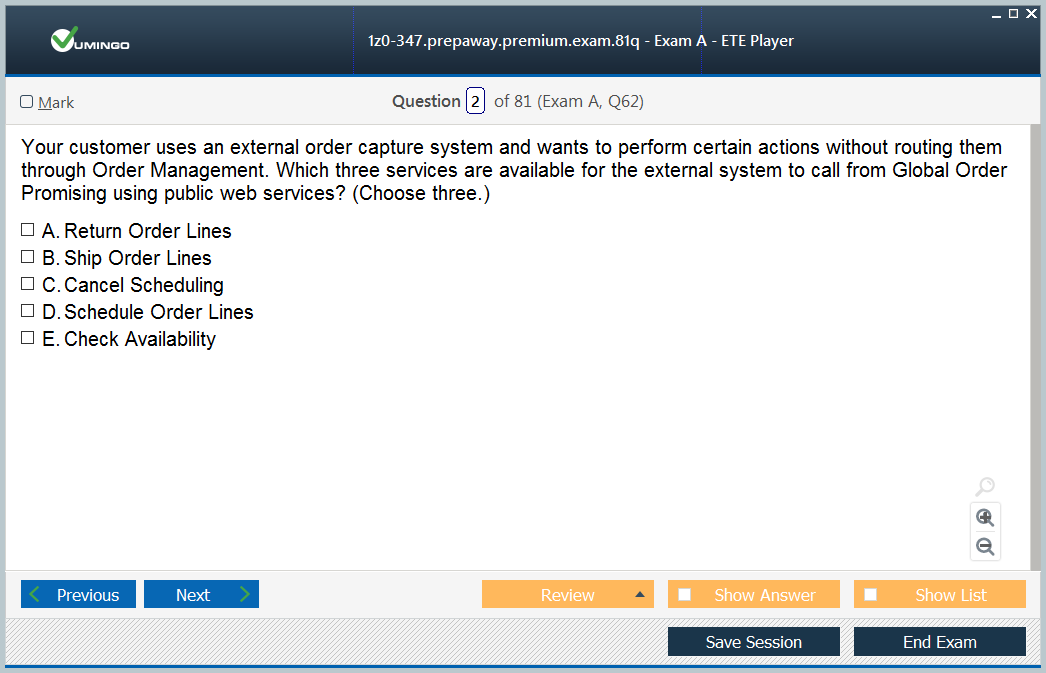 VUMINGO
1z0-347.prepaway.premium.exam.81q - Exam A - ETE Player
Mark
Question 2 of 81 (Exam A, Q62)
Your customer uses an external order capture system and wants to perform certain actions without routing them
through Order Management. Which three services are available for the external system to call from Global Order
Promising using public web services? (Choose three.)
A. Return Order Lines
B. Ship Order Lines
C. Cancel Scheduling
D. Schedule Order Lines
E. Check Availability
Previous
Next
Review
Show Answer
Show List
Save Session
End Exam